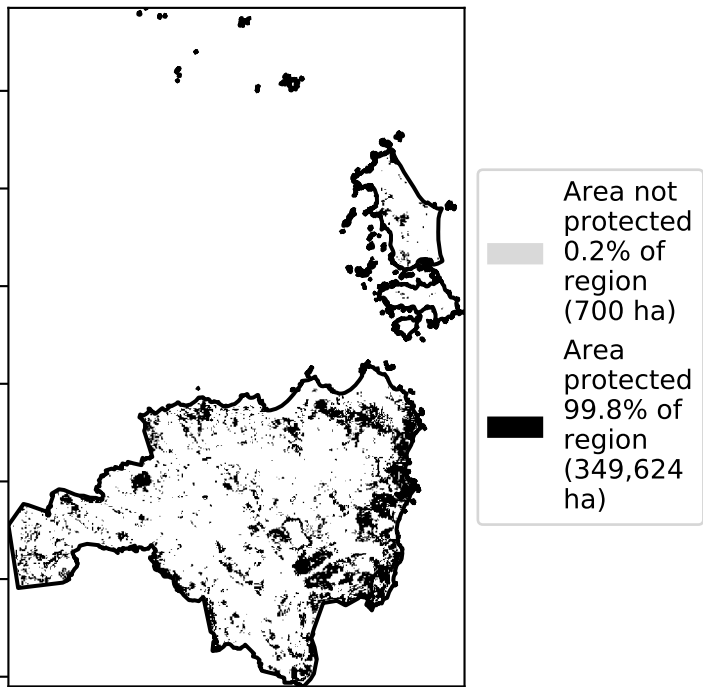 Area not
protected
0.2% of
region
(700 ha)
Area
protected
99.8% of
region
(349,624
ha)